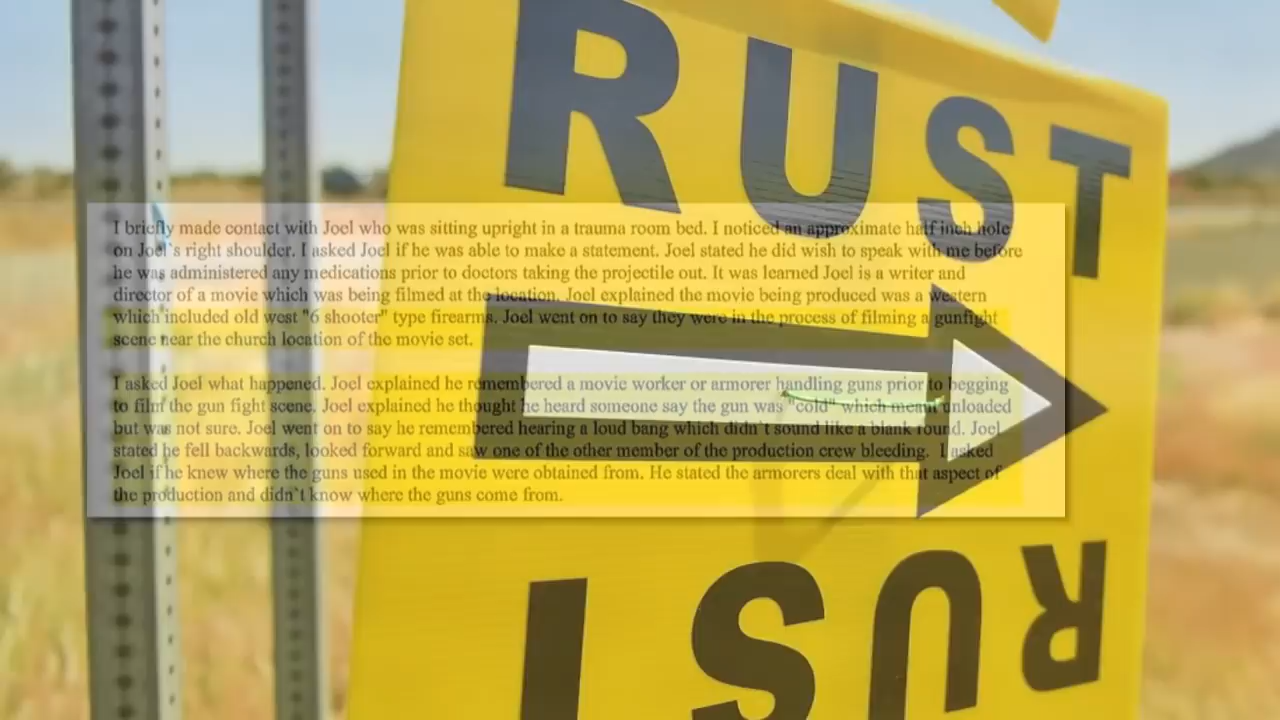 RUST
I briefly made contact with Joel who was sitting upright in a trauma room bed. I noticed an approximate half inch hole
on Joel's right shoulder. I asked Joel if he was able to make a statement. Joel stated he did wish to speak with me before
he was administered any medications prior to doctors taking the projectile out. It was learned Joel is a writer and
director of a movie which was being filmed at the location. Joel explained the movie being produced was a western
which included old west "6 shooter" type firearms. Joel went on to say they were in the process of filming a gunfight
scene near the church location of the movie set.
I asked Joel what happened. Joel explained he remembered a movie worker or armorer handling guns prior to begging
to film the gun fight scene. Joel explained he thought he heard someone say the gun was "cold" which meant unloaded
but was not sure. Joel went on to say he remembered hearing a loud bang which didn't sound like a blank round. Joel
stated he fell backwards, looked forward and saw one of the other member of the production crew bleeding. I asked
Joel if he knew where the guns used in the movie were obtained from. He stated the armorers deal with that aspect of
the production and didn't know where the guns come from.
RUST